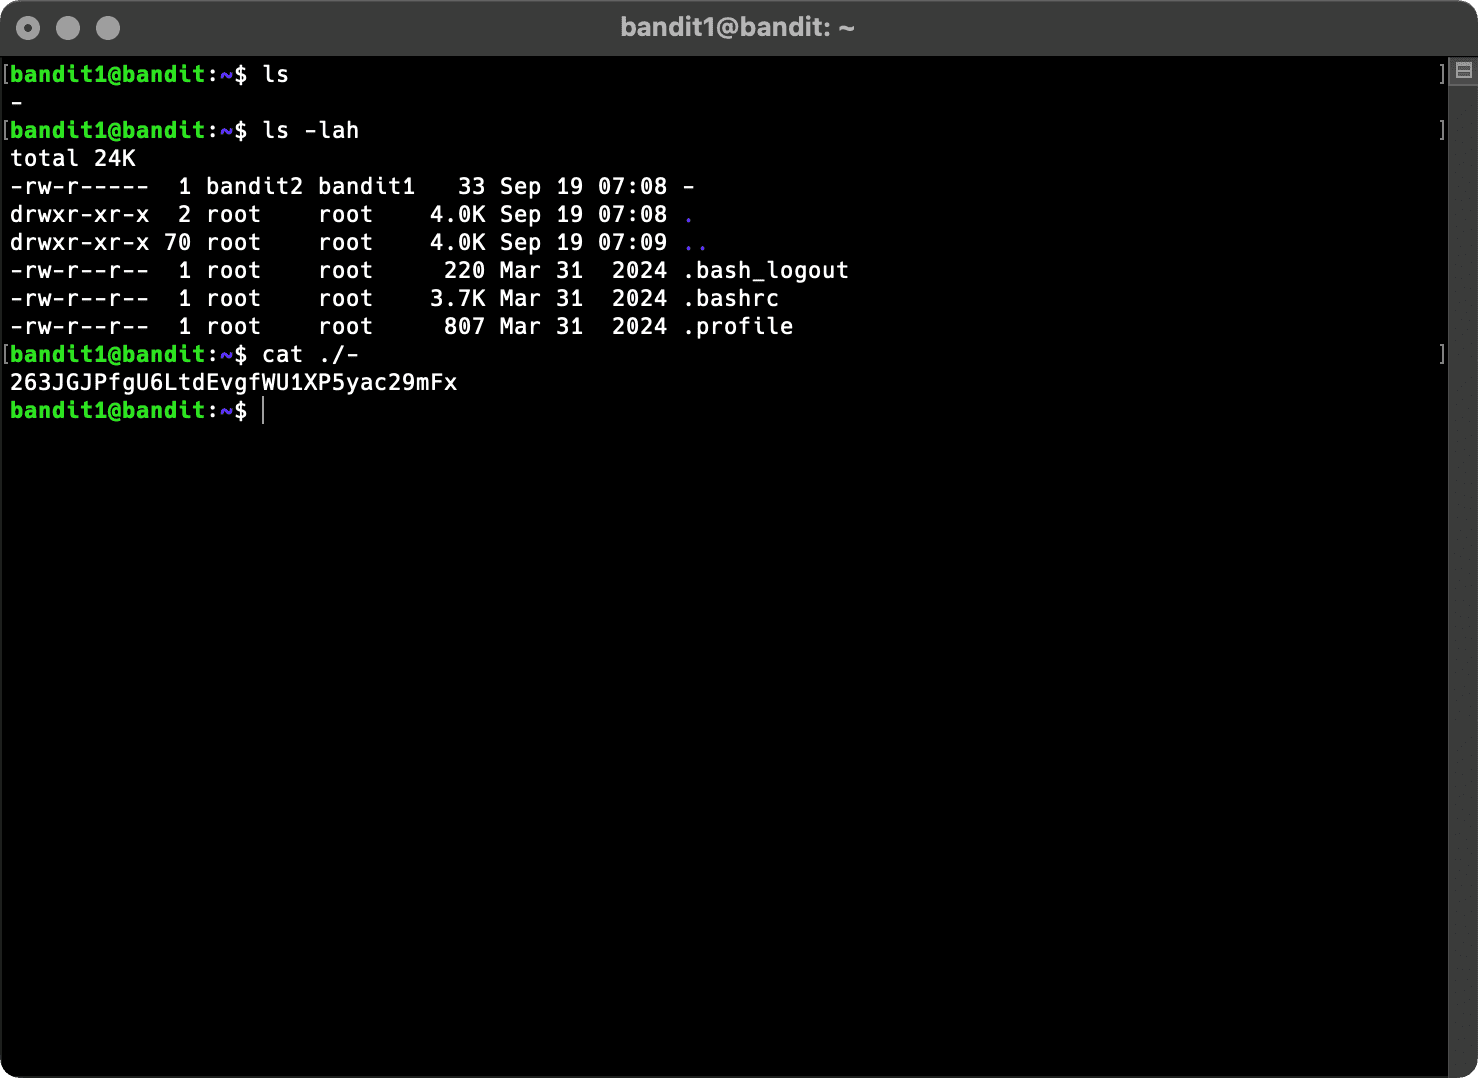 bandit1@bandit: ~
[bandit1@bandit:~$ ls ]
-
[bandit1@bandit:~$ ls -lah ]
total 24K
-rw-r-----  1 bandit2 bandit1   33 Sep 19 07:08 -
drwxr-xr-x  2 root    root    4.0K Sep 19 07:08 .
drwxr-xr-x 70 root    root    4.0K Sep 19 07:09 ..
-rw-r--r--  1 root    root     220 Mar 31  2024 .bash_logout
-rw-r--r--  1 root    root    3.7K Mar 31  2024 .bashrc
-rw-r--r--  1 root    root     807 Mar 31  2024 .profile
[bandit1@bandit:~$ cat ./- ]
263JGJPfgU6LtdEvgfWU1XP5yac29mFx
bandit1@bandit:~$